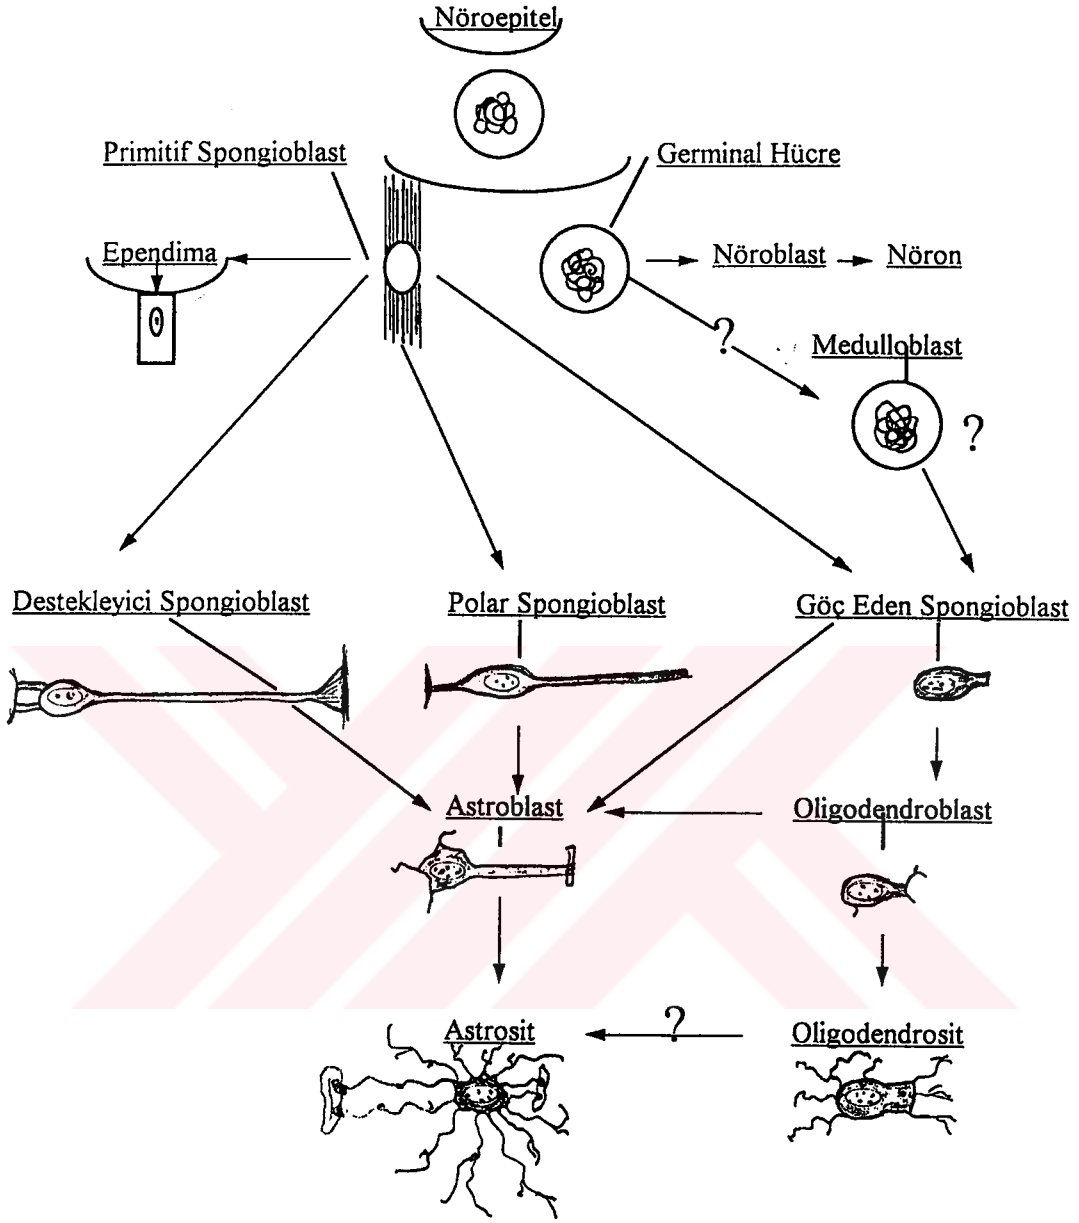 Nöroepitel
Primitif Spongioblast
Germinal Hücre
Ependima
Nöroblast
Nöron
?
Medulloblast
?
Destekleyici Spongioblast
Polar Spongioblast
Göç Eden Spongioblast
Astroblast
Oligodendroblast
?
Astrosit
Oligodendrosit